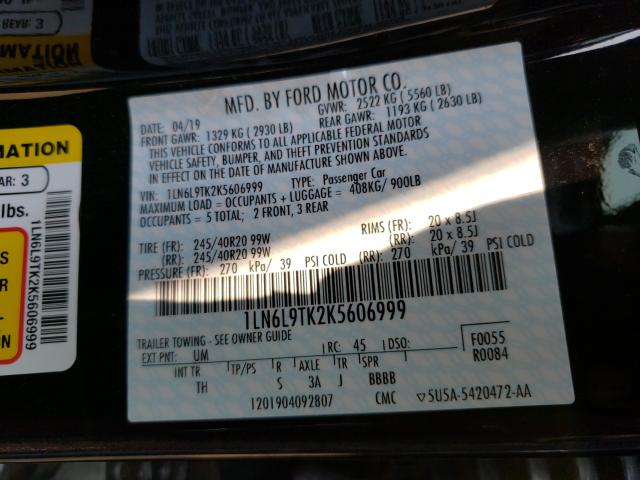 REAR: 3
MATION
MATION
AR: 3
lbs.
S
1LN6L9TK2K5606999
MFD. BY FORD MOTOR CO.
DATE: 04/19 GVWR: 2522 KG ( 5560 LB)
FRONT GAWR: 1329 KG (2930 LB) REAR GAWR: 1193 KG (2630 LB)
THIS VEHICLE CONFORMS TO ALL APPLICABLE FEDERAL MOTOR
VEHICLE SAFETY, BUMPER, AND THEFT PREVENTION STANDARDS
IN EFFECT ON THE DATE OF MANUFACTURE SHOWN ABOVE.
VIN: 1LN6L9TK2K5606999 TYPE: Passenger Car
MAXIMUM LOAD = OCCUPANTS + LUGGAGE = 408KG/ 900LB
OCCUPANTS = 5 TOTAL; 2 FRONT, 3 REAR
TIRE (FR): 245/40R20 99W RIMS (FR): 20 x 8.5J
(RR): 245/40R20 99W (RR): 20 x 8.5J
PRESSURE (FR): 270 kPa/ 39 PSI COLD (RR): 270 kPa/ 39 PSI COLD
1LN6L9TK2K5606999
TRAILER TOWING - SEE OWNER GUIDE
EXT PNT: UM RC: 45 DSO: F0055
R0084
INT TR TP/PS R AXLE TR SPR
TH S 3A J BBBB
1201904092807 CMC ▽5U5A-5420472-AA